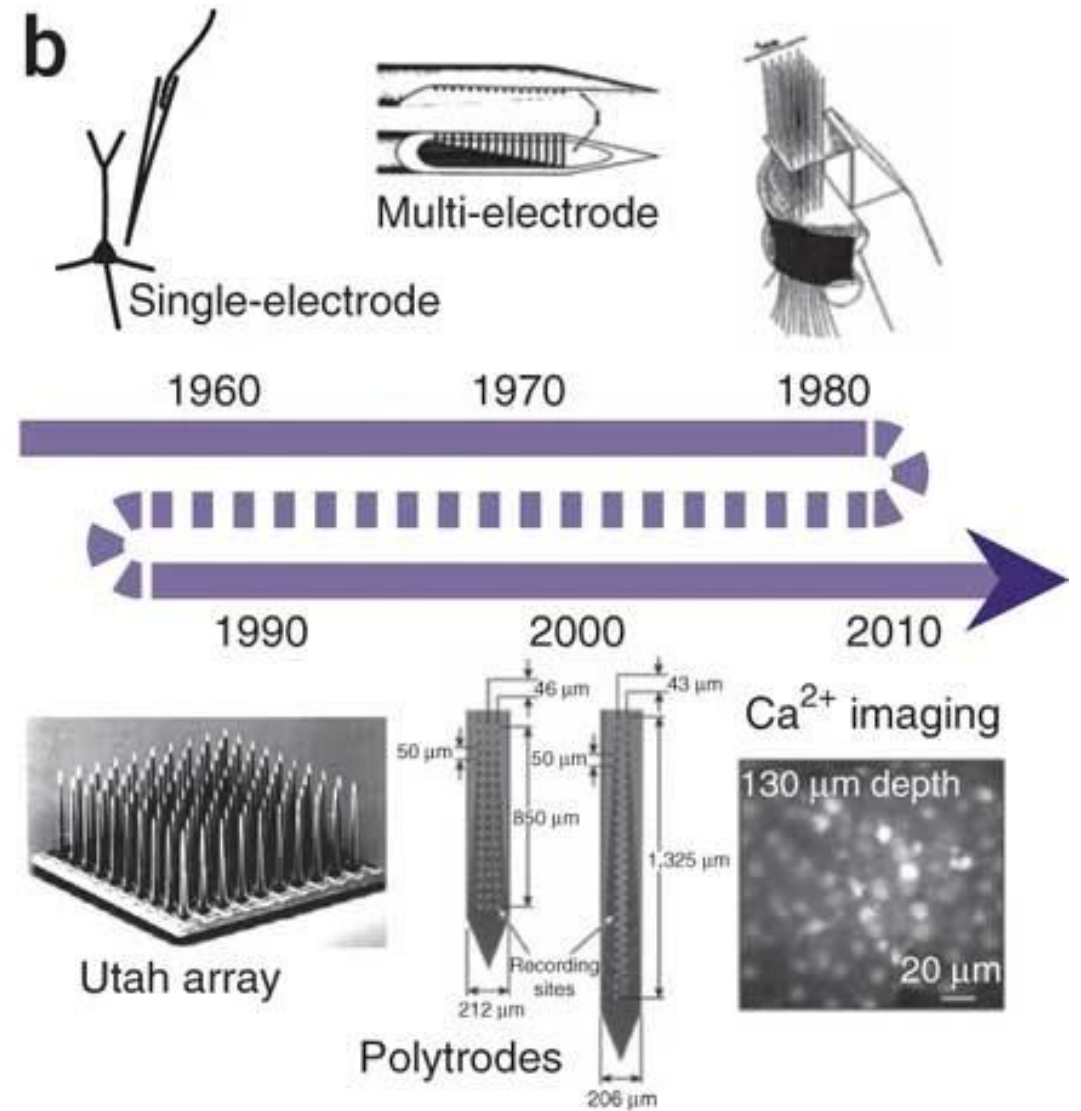 b
Single-electrode
Multi-electrode
1960 1970 1980
1990 2000 2010
Utah array
46 µm
50 µm
850 µm
212 µm
43 µm
50 µm
1,325 µm
206 µm
Recording
sites
Polytrodes
Ca²⁺ imaging
130 µm depth
20 µm